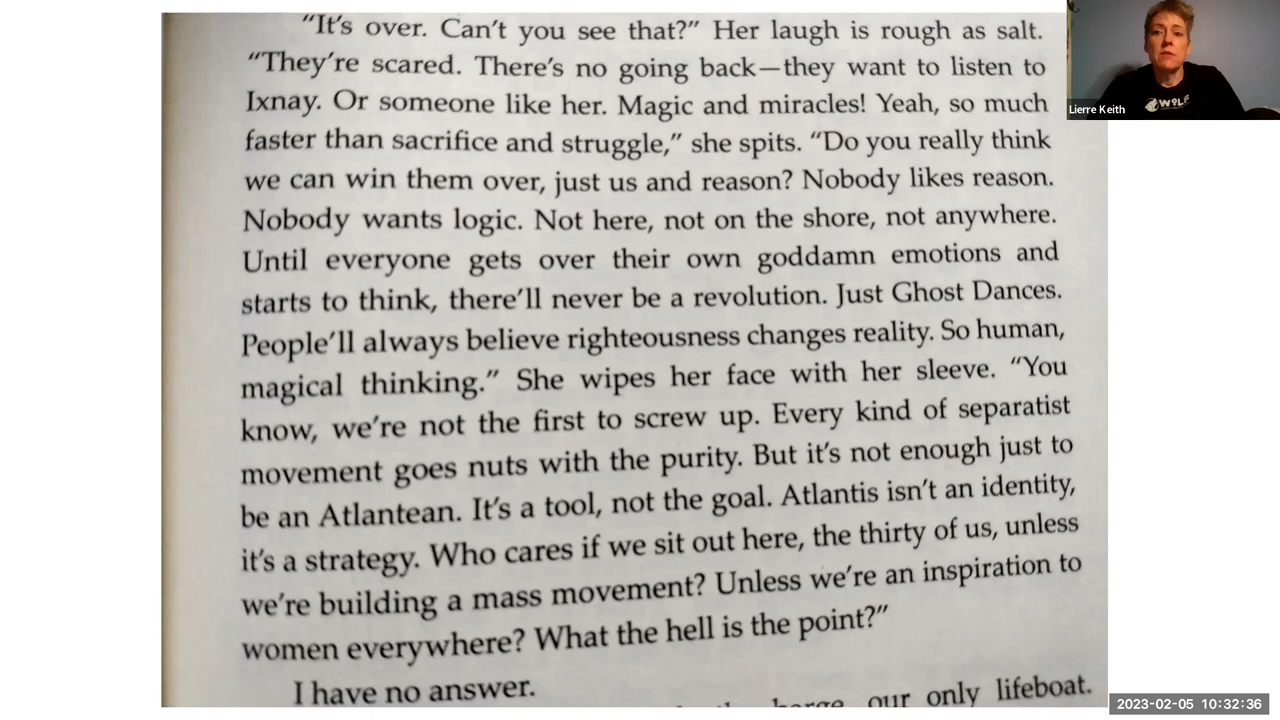 “It’s over. Can’t you see that?” Her laugh is rough as salt.
“They’re scared. There’s no going back—they want to listen to
Ixnay. Or someone like her. Magic and miracles! Yeah, so much
faster than sacrifice and struggle,” she spits. “Do you really think
we can win them over, just us and reason? Nobody likes reason.
Nobody wants logic. Not here, not on the shore, not anywhere.
Until everyone gets over their own goddamn emotions and
starts to think, there’ll never be a revolution. Just Ghost Dances.
People’ll always believe righteousness changes reality. So human,
magical thinking.” She wipes her face with her sleeve. “You
know, we’re not the first to screw up. Every kind of separatist
movement goes nuts with the purity. But it’s not enough just to
be an Atlantean. It’s a tool, not the goal. Atlantis isn’t an identity,
it’s a strategy. Who cares if we sit out here, the thirty of us, unless
we’re building a mass movement? Unless we’re an inspiration to
women everywhere? What the hell is the point?”
I have no answer.
our only lifeboat.
WoLF
Lierre Keith
2023-02-05 10:32:36